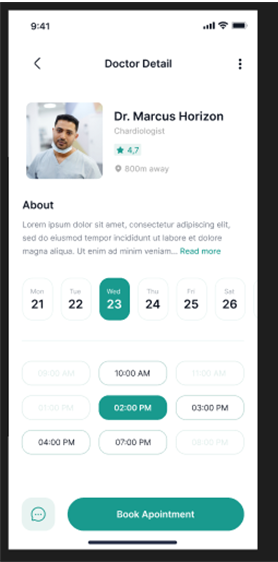 9:41
Doctor Detail
Dr. Marcus Horizon
Chardiologist
4,7
800m away
About
Lorem ipsum dolor sit amet, consectetur adipiscing elit,
sed do eiusmod tempor incididunt ut labore et dolore
magna aliqua. Ut enim ad minim veniam... Read more
Mon Tue Wed Thu Fri Sat
21 22 23 24 25 26
09:00 AM 10:00 AM 11:00 AM
01:00 PM 02:00 PM 03:00 PM
04:00 PM 07:00 PM 08:00 PM
Book Apointment